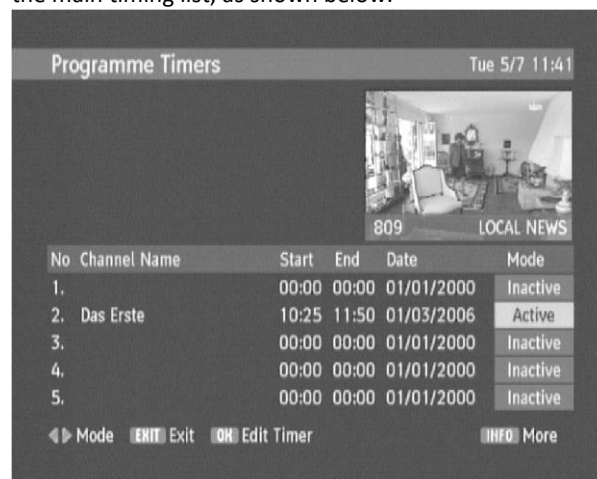 the main timing list, as shown below:
Programme Timers Tue 5/7 11:41
809 LOCAL NEWS
No Channel Name Start End Date Mode
1. 00:00 00:00 01/01/2000 Inactive
2. Das Erste 10:25 11:50 01/03/2006 Active
3. 00:00 00:00 01/01/2000 Inactive
4. 00:00 00:00 01/01/2000 Inactive
5. 00:00 00:00 01/01/2000 Inactive
Mode EXIT Exit OK Edit Timer INFO More